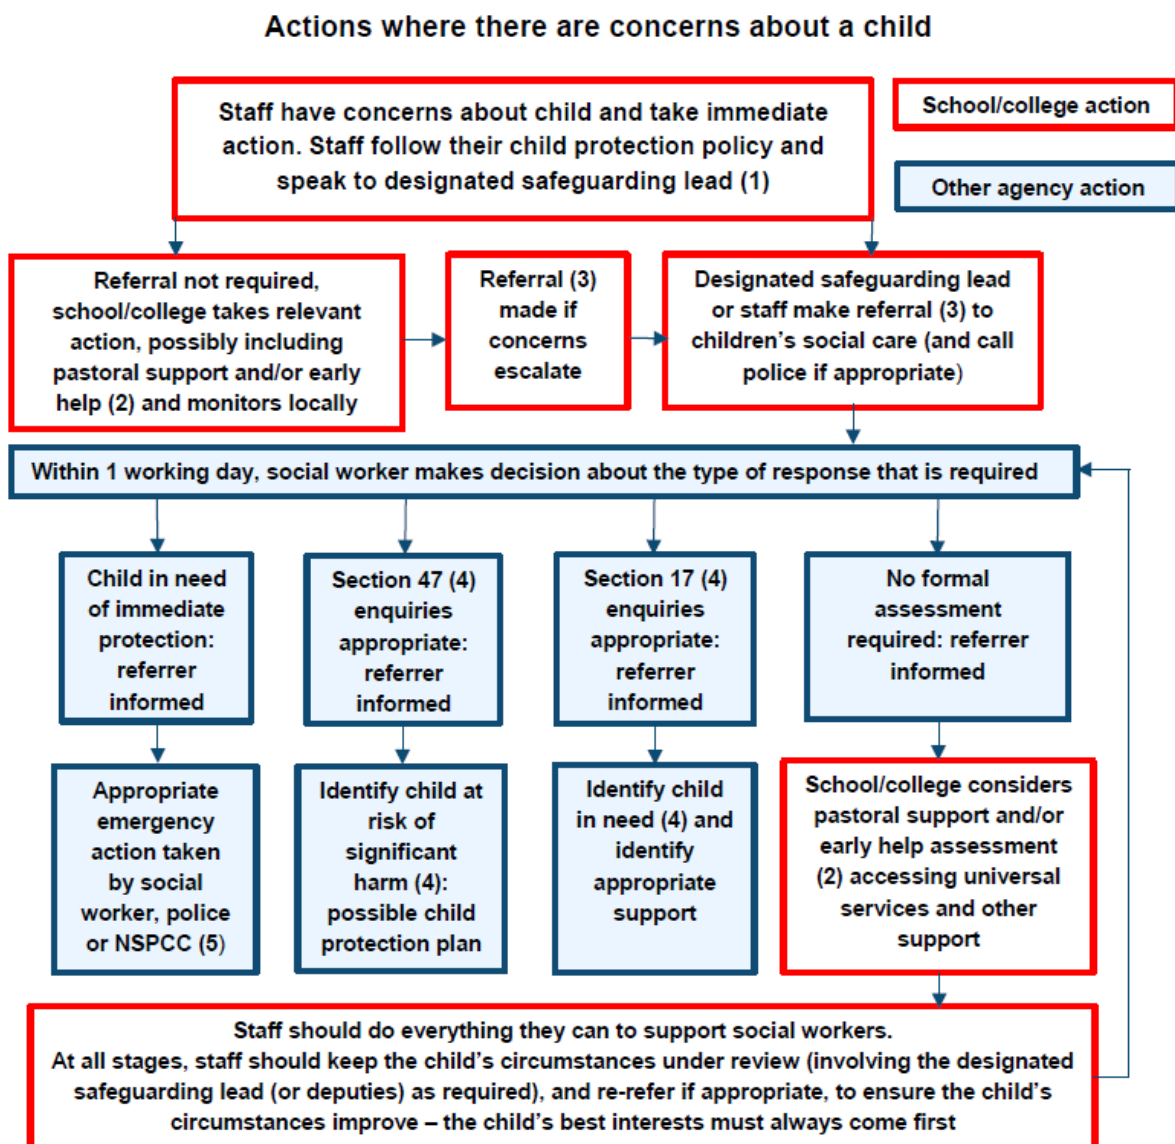 Actions where there are concerns about a child
Staff have concerns about child and take immediate
action. Staff follow their child protection policy and
speak to designated safeguarding lead (1)
School/college action
Other agency action
Referral not required,
school/college takes relevant
action, possibly including
pastoral support and/or early
help (2) and monitors locally
Referral (3)
made if
concerns
escalate
Designated safeguarding lead
or staff make referral (3) to
children's social care (and call
police if appropriate)
Within 1 working day, social worker makes decision about the type of response that is required
Child in need
of immediate
protection:
referrer
informed
Section 47 (4)
enquiries
appropriate:
referrer
informed
Section 17 (4)
enquiries
appropriate:
referrer
informed
No formal
assessment
required: referrer
informed
Appropriate
emergency
action taken
by social
worker, police
or NSPCC (5)
Identify child at
risk of
significant
harm (4):
possible child
protection plan
Identify child
in need (4) and
identify
appropriate
support
School/college considers
pastoral support and/or
early help assessment
(2) accessing universal
services and other
support
Staff should do everything they can to support social workers.
At all stages, staff should keep the child's circumstances under review (involving the designated
safeguarding lead (or deputies) as required), and re-refer if appropriate, to ensure the child's
circumstances improve – the child's best interests must always come first